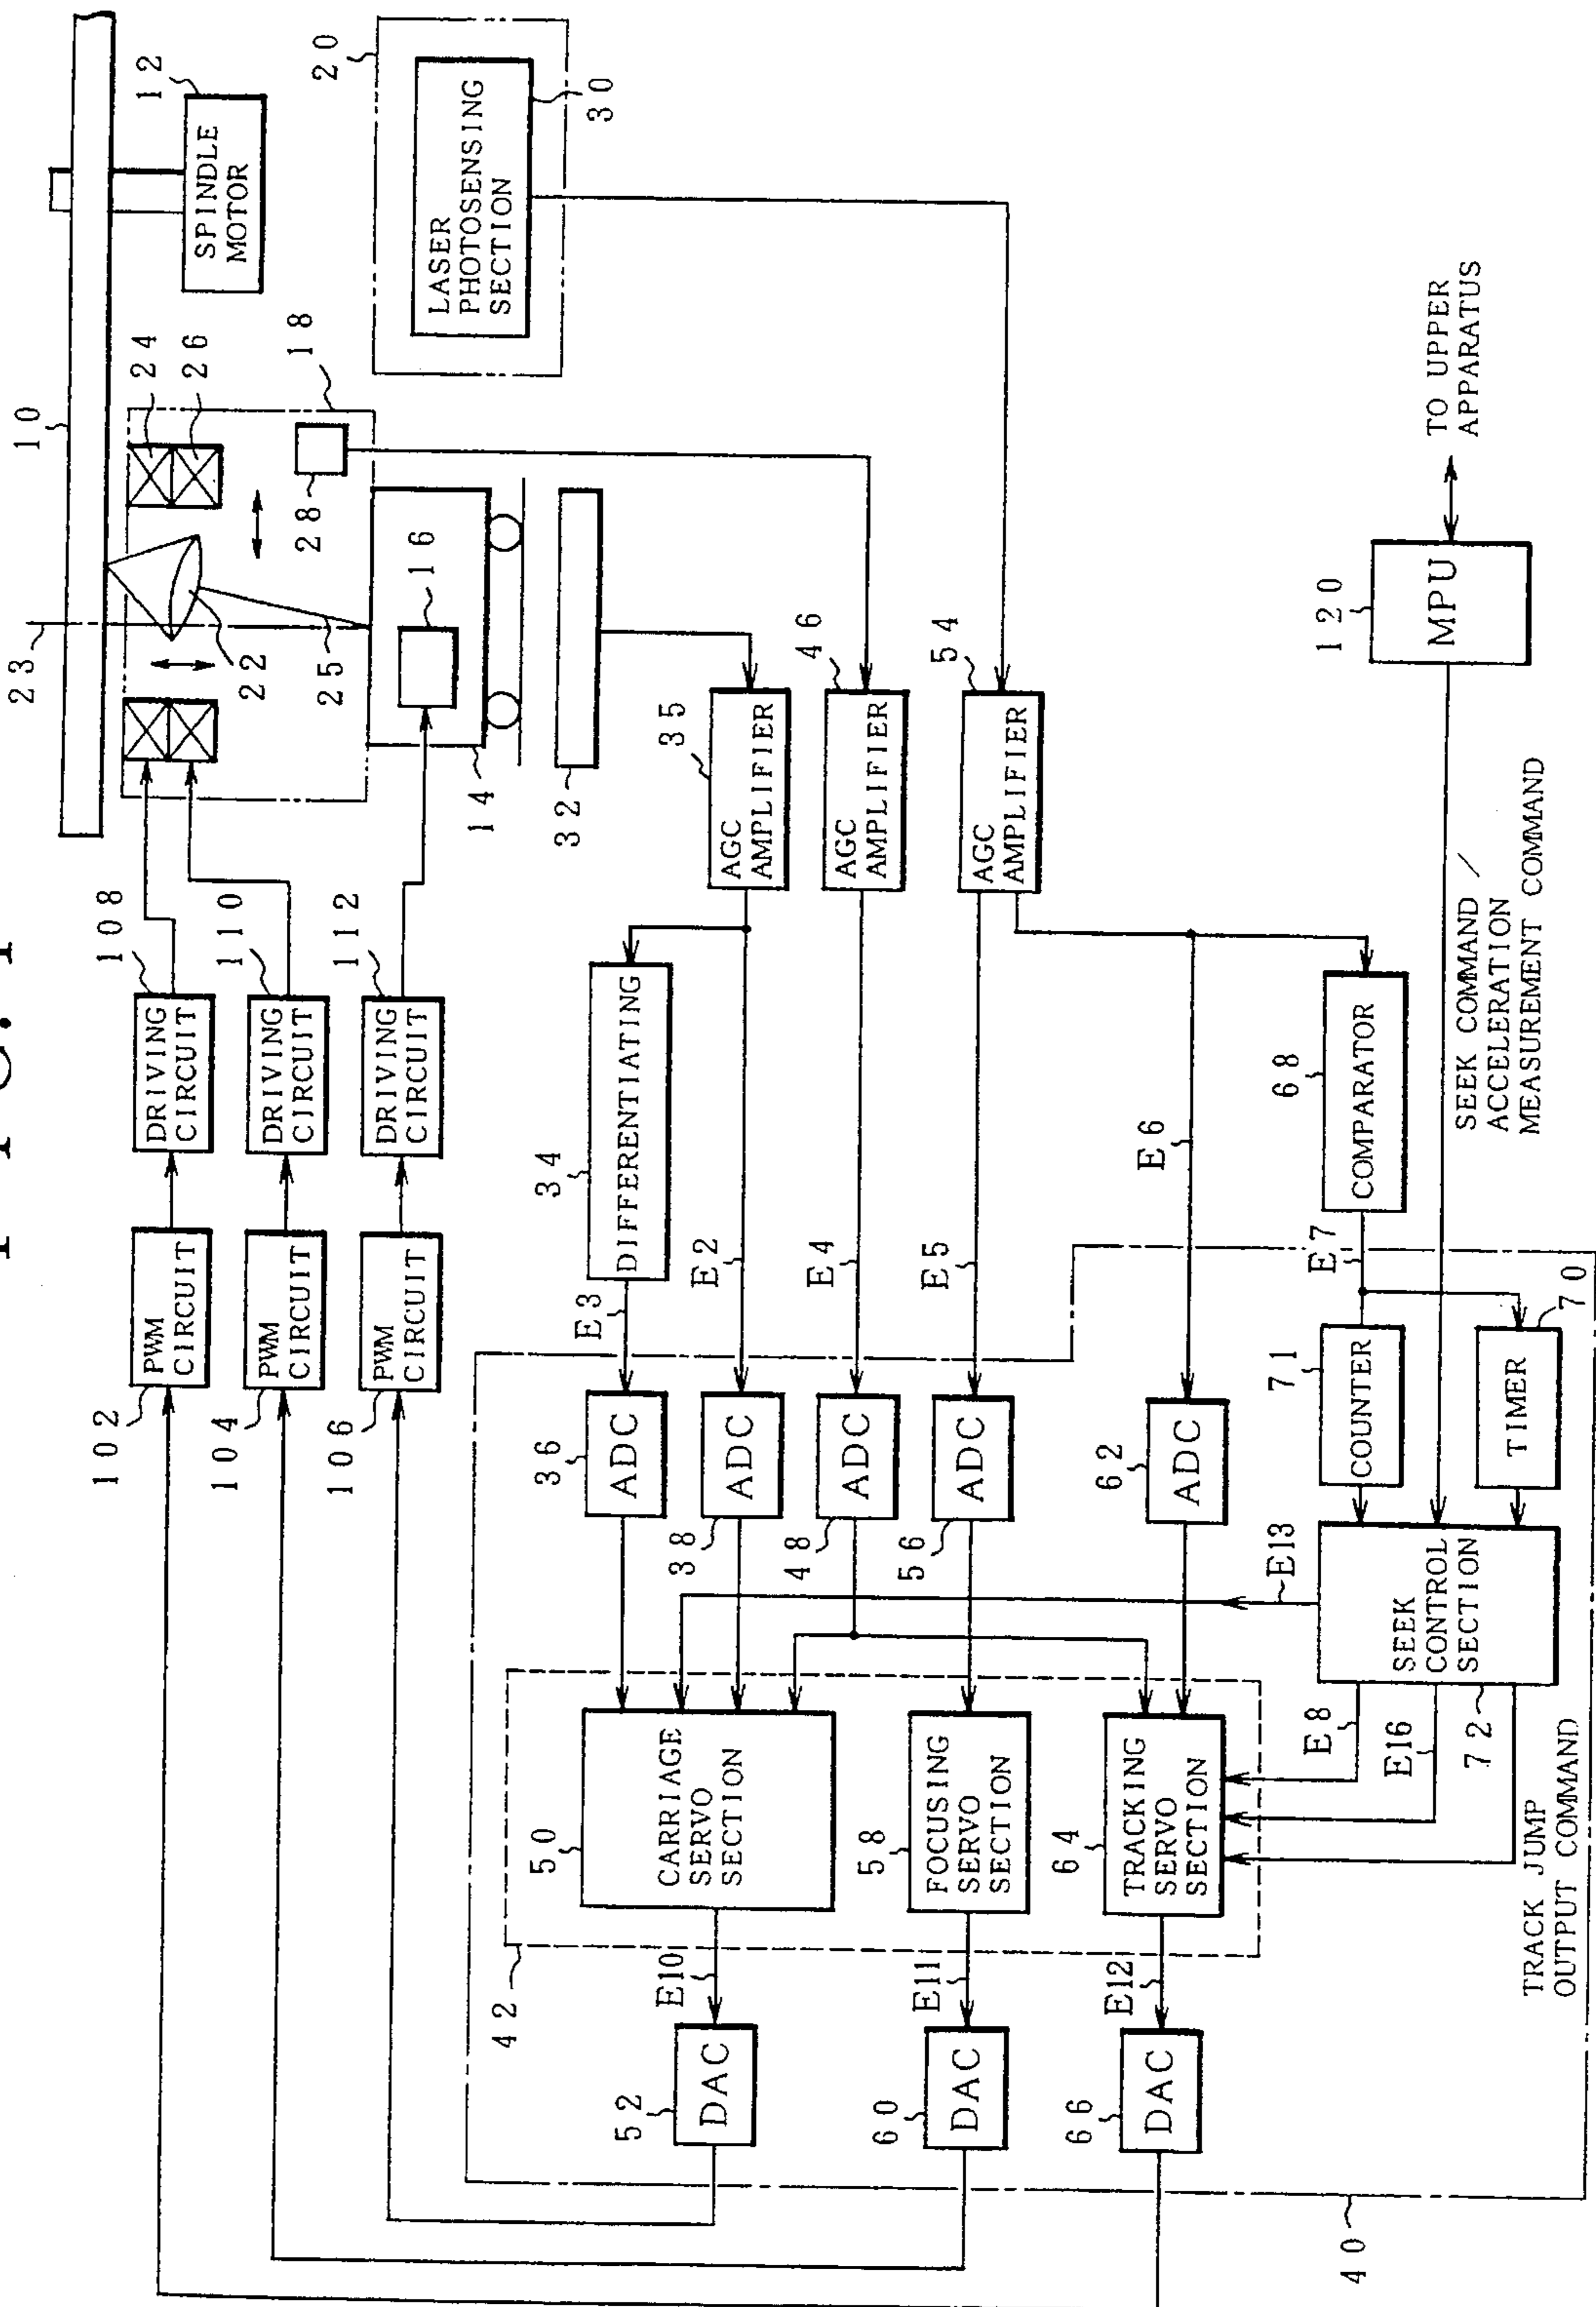 FIG. 1
10
12
SPINDLE
MOTOR
20
LASER
PHOTOSENSING
SECTION
30
23
24
26
18
28
22
25
16
14
32
108
DRIVING
CIRCUIT
110
DRIVING
CIRCUIT
112
DRIVING
CIRCUIT
102
PWM
CIRCUIT
104
PWM
CIRCUIT
106
PWM
CIRCUIT
35
AGC
AMPLIFIER
46
AGC
AMPLIFIER
54
AGC
AMPLIFIER
34
DIFFERENTIATING
E3
E2
E4
E5
E6
68
COMPARATOR
E7
120
MPU
TO UPPER
APPARATUS
SEEK COMMAND /
ACCELERATION
MEASUREMENT COMMAND
36
ADC
38
ADC
48
ADC
56
ADC
62
ADC
71
COUNTER
70
TIMER
E13
SEEK
CONTROL
SECTION
72
E8
E16
TRACK JUMP
OUTPUT COMMAND
50
CARRIAGE
SERVO
SECTION
58
FOCUSING
SERVO
SECTION
64
TRACKING
SERVO
SECTION
42
E10
E11
E12
52
DAC
60
DAC
66
DAC
40